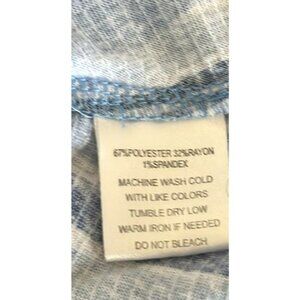 67%POLYESTER 32%RAYON
1%SPANDEX
MACHINE WASH COLD
WITH LIKE COLORS
TUMBLE DRY LOW
WARM IRON IF NEEDED
DO NOT BLEACH